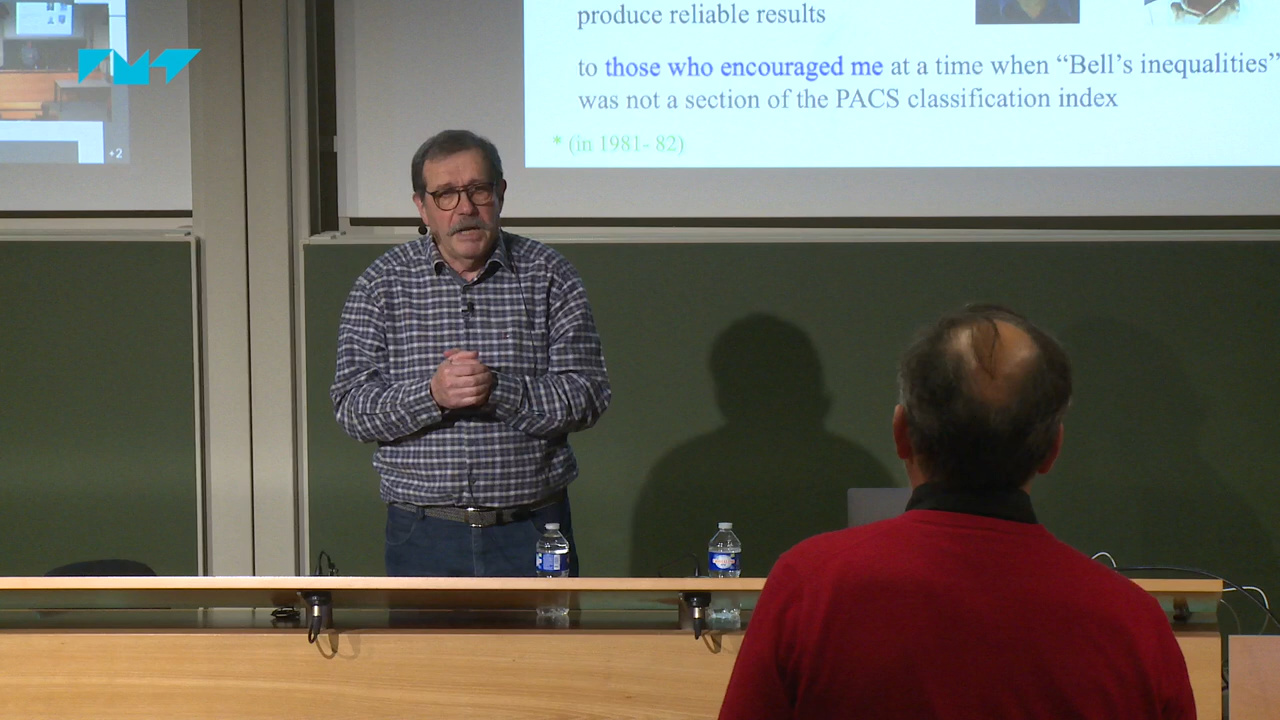 produce reliable results
to those who encouraged me at a time when “Bell’s inequalities”
was not a section of the PACS classification index
* (in 1981- 82)
+2